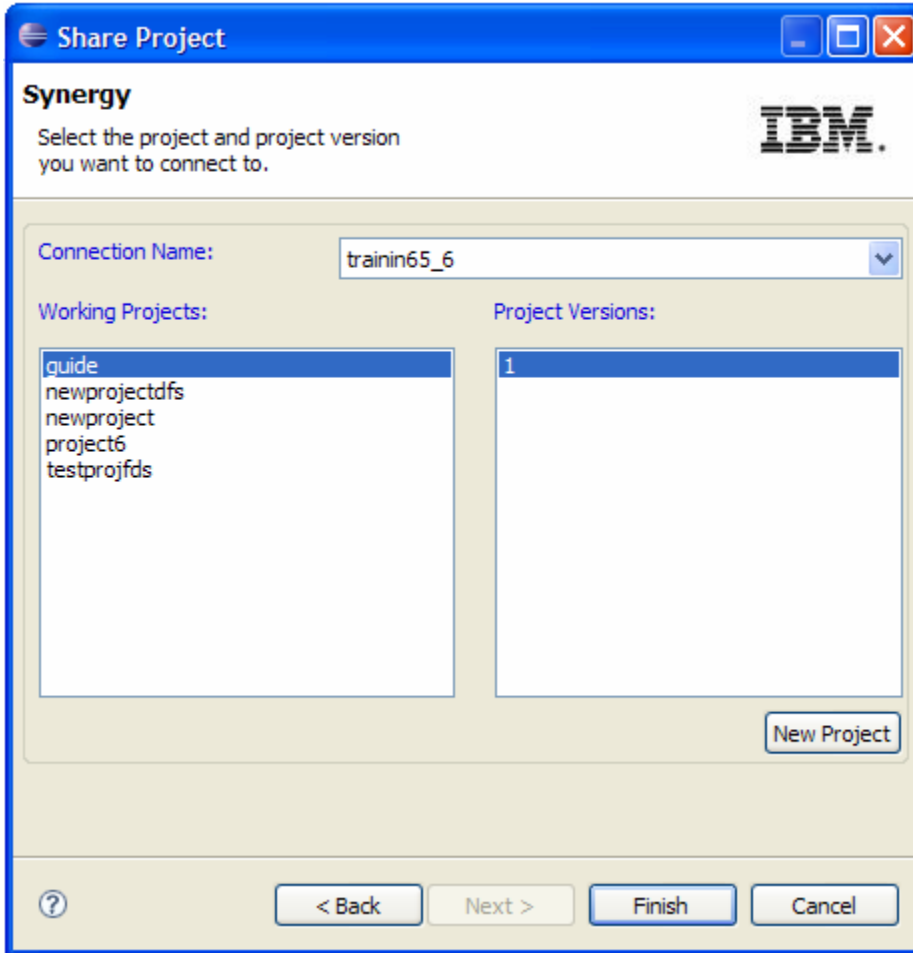 Share Project
Synergy
Select the project and project version
you want to connect to.
IBM.
Connection Name:
trainin65_6
Working Projects:
Project Versions:
guide
newprojectdfs
newproject
project6
testprojfds
1
New Project
?
< Back
Next >
Finish
Cancel